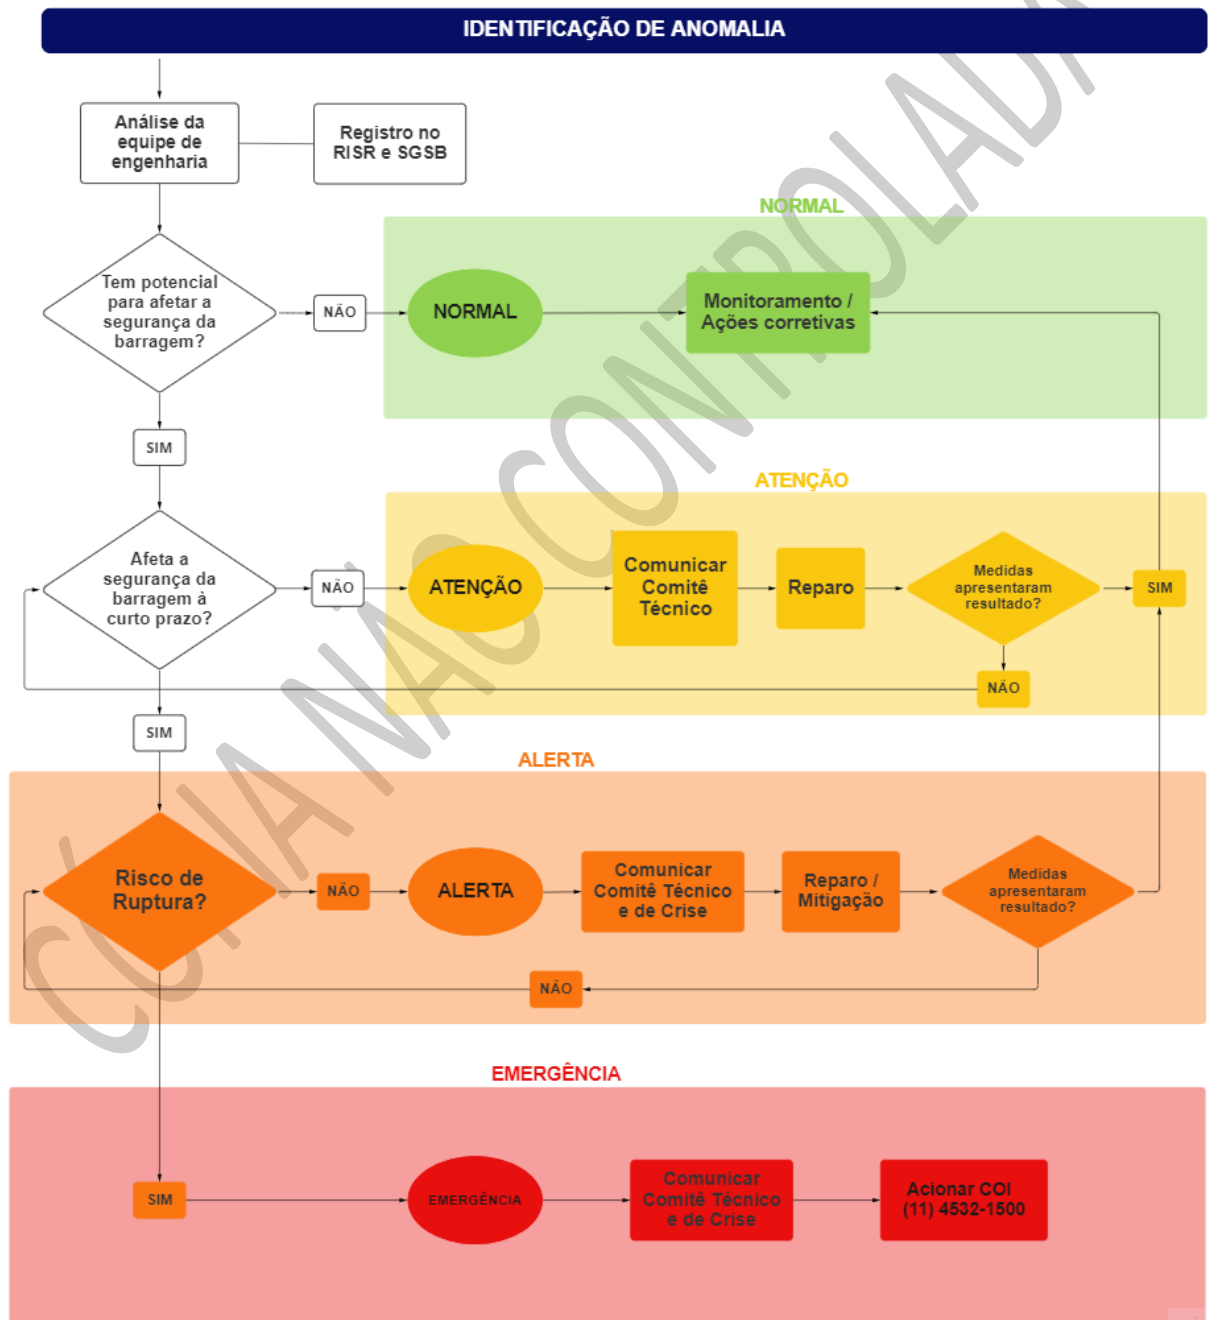 IDENTIFICAÇÃO DE ANOMALIA
Análise da
equipe de
engenharia
Registro no
RISR e SGSB
NORMAL
Tem potencial
para afetar a
segurança da
barragem?
NÃO
NORMAL
Monitoramento /
Ações corretivas
SIM
ATENÇÃO
Afeta a
segurança da
barragem à
curto prazo?
NÃO
ATENÇÃO
Comunicar
Comitê
Técnico
Reparo
Medidas
apresentaram
resultado?
SIM
NÃO
SIM
ALERTA
Risco de
Ruptura?
NÃO
ALERTA
Comunicar
Comitê Técnico
e de Crise
Reparo /
Mitigação
Medidas
apresentaram
resultado?
NÃO
EMERGÊNCIA
SIM
EMERGÊNCIA
Comunicar
Comitê Técnico
e de Crise
Acionar COI
(11) 4532-1500
CÓPIA NÃO CONTROLADA